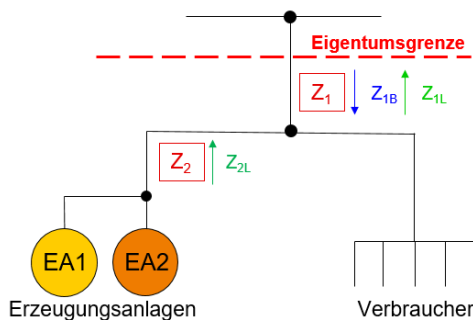 Eigentumsgrenze
Z₁ Z₁B Z₁L
Z₂ Z₂L
EA1 EA2
Erzeugungsanlagen Verbraucher